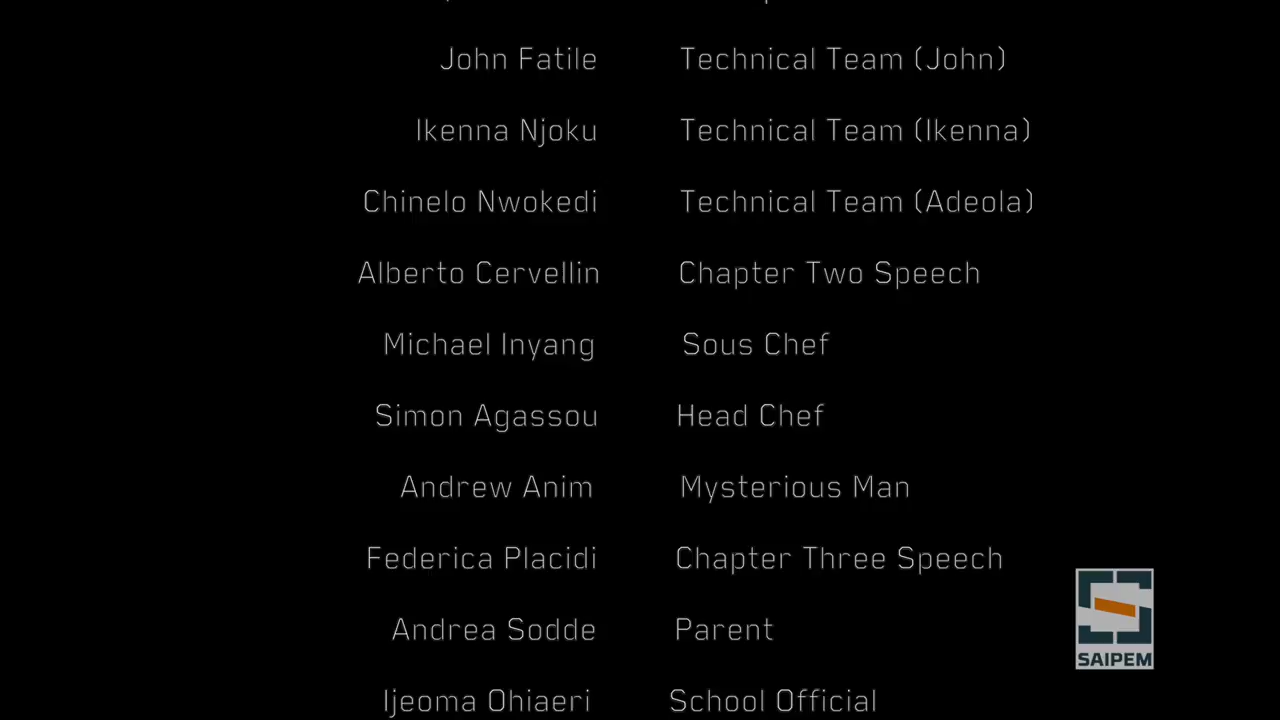 John Fatile Technical Team (John)
Ikenna Njoku Technical Team (Ikenna)
Chinelo Nwokedi Technical Team (Adeola)
Alberto Cervellin Chapter Two Speech
Michael Inyang Sous Chef
Simon Agassou Head Chef
Andrew Anim Mysterious Man
Federica Placidi Chapter Three Speech
Andrea Sodde Parent
Ijeoma Ohiaeri School Official
SAIPEM